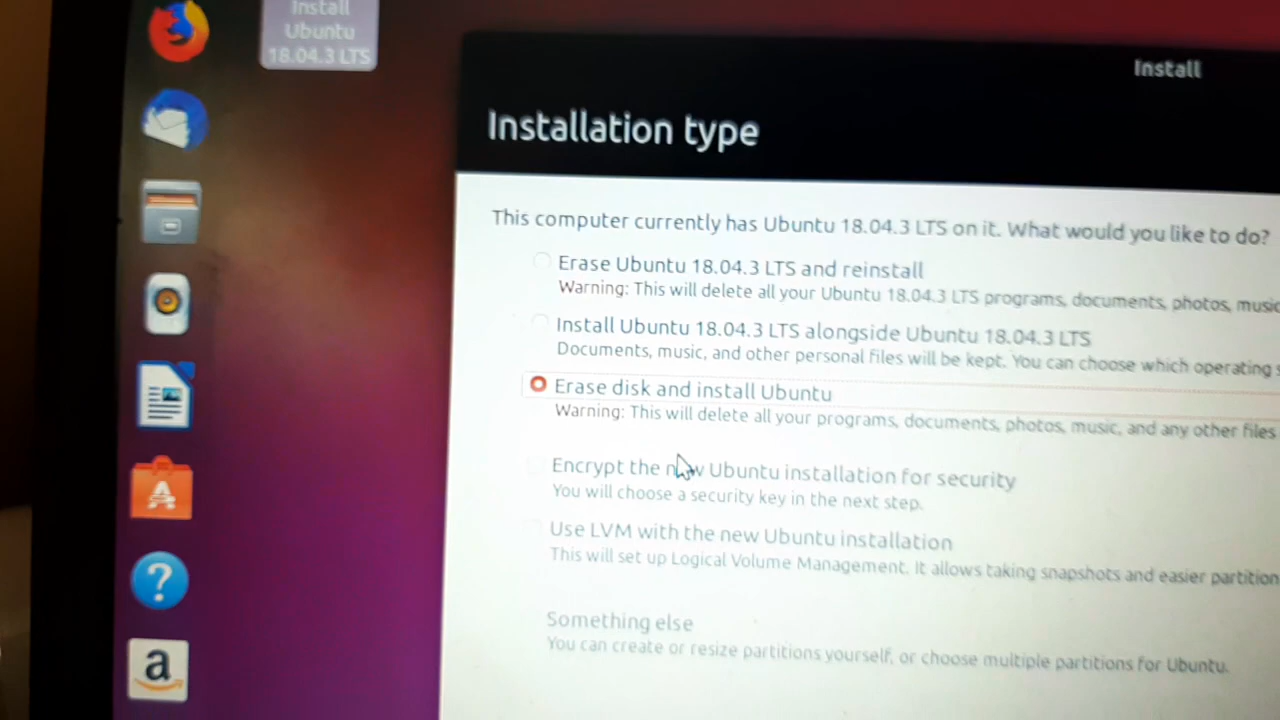 Install
Ubuntu
18.04.3 LTS
Install
Installation type
This computer currently has Ubuntu 18.04.3 LTS on it. What would you like to do?
Erase Ubuntu 18.04.3 LTS and reinstall
Warning: This will delete all your Ubuntu 18.04.3 LTS programs, documents, photos, music
Install Ubuntu 18.04.3 LTS alongside Ubuntu 18.04.3 LTS
Documents, music, and other personal files will be kept. You can choose which operating s
Erase disk and install Ubuntu
Warning: This will delete all your programs, documents, photos, music, and any other files
Encrypt the new Ubuntu installation for security
You will choose a security key in the next step.
Use LVM with the new Ubuntu installation
This will set up Logical Volume Management. It allows taking snapshots and easier partition
Something else
You can create or resize partitions yourself, or choose multiple partitions for Ubuntu.
A
?
a